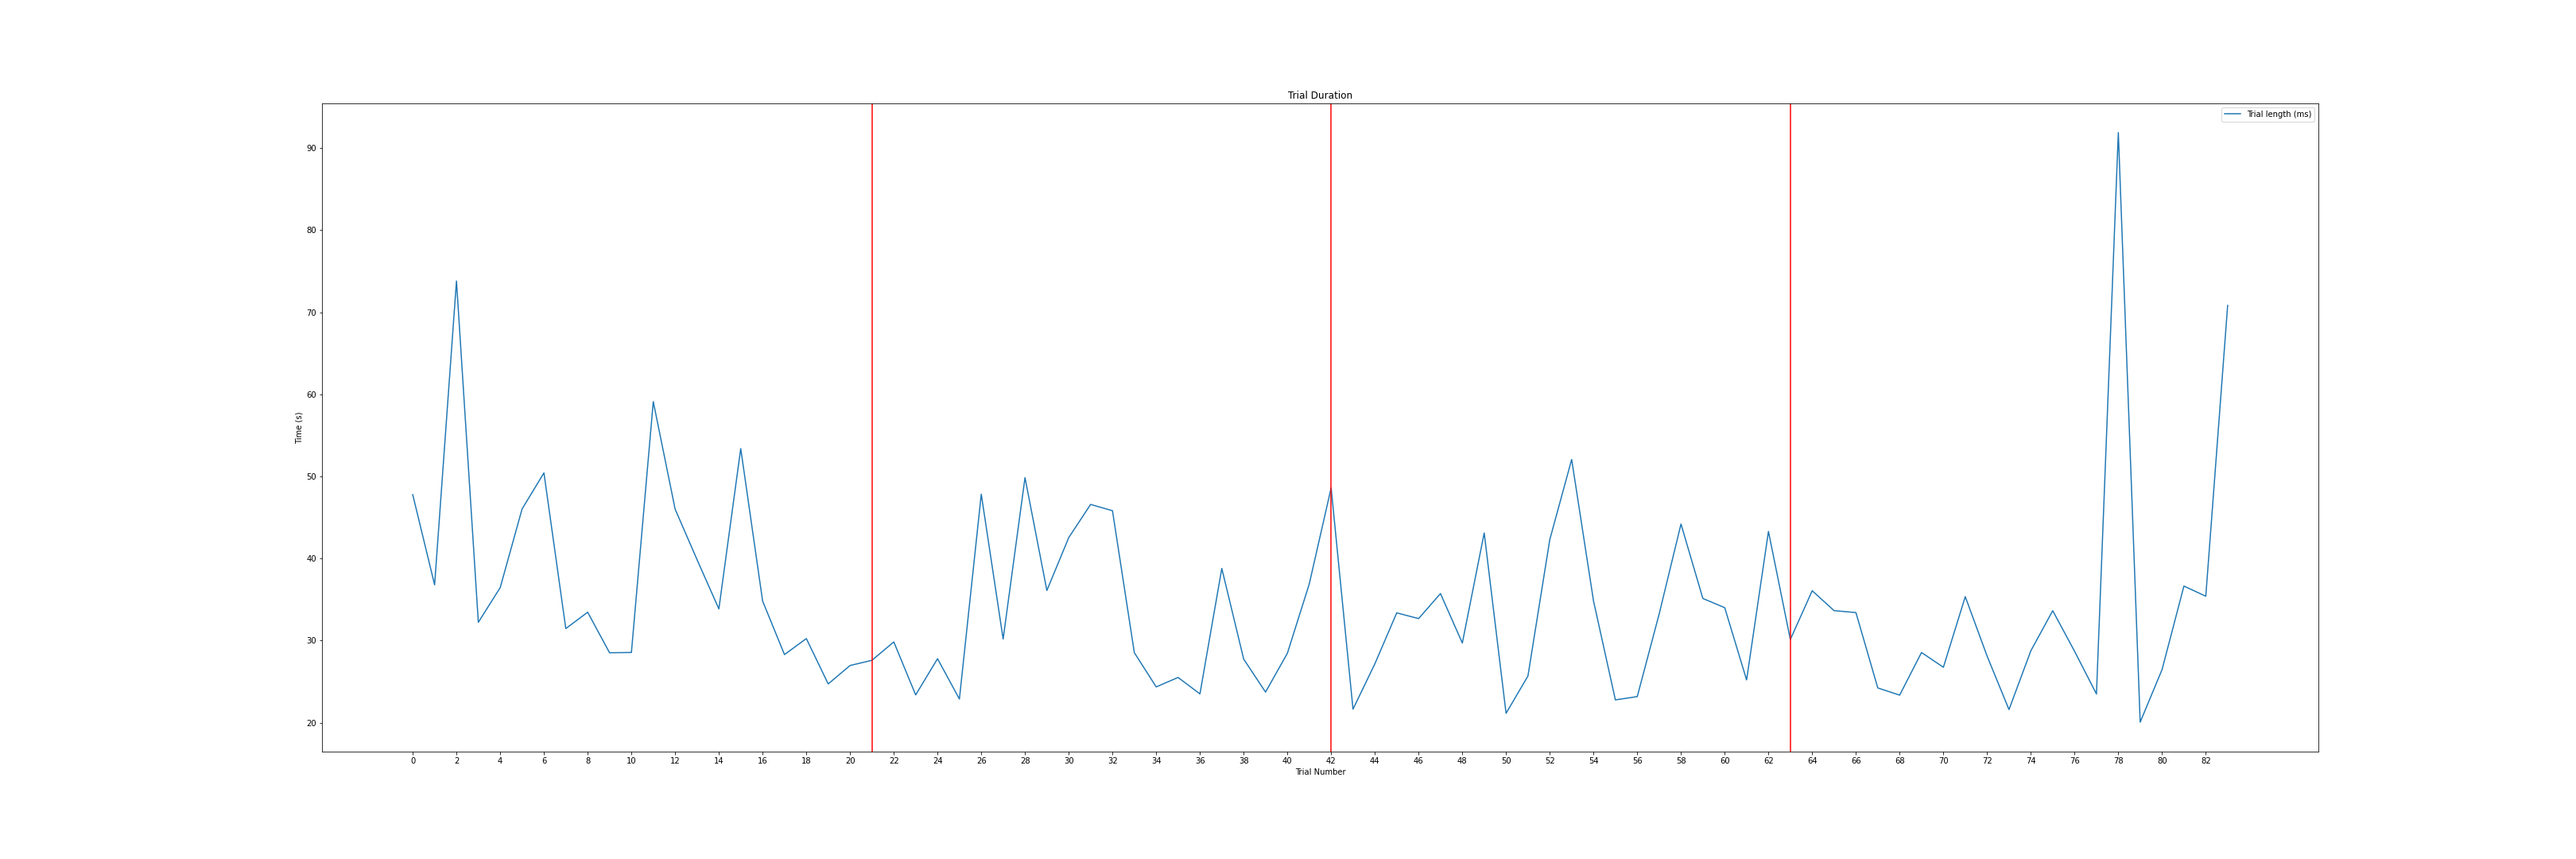 Trial Duration
Trial length (ms)
90
80
70
60
50
40
30
20
Time (s)
0 2 4 6 8 10 12 14 16 18 20 22 24 26 28 30 32 34 36 38 40 42 44 46 48 50 52 54 56 58 60 62 64 66 68 70 72 74 76 78 80 82
Trial Number